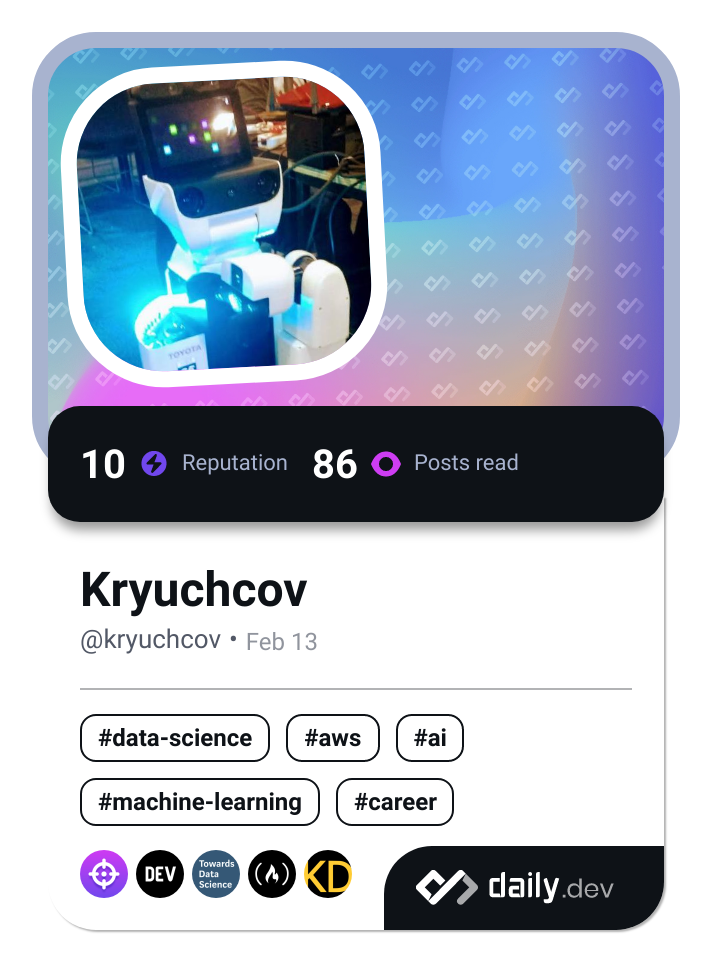 TOYOTA
10 Reputation 86 Posts read
Kryuchcov
@kryuchcov • Feb 13
#data-science #aws #ai
#machine-learning #career
DEV
Towards
Data
Science
KD
daily.dev